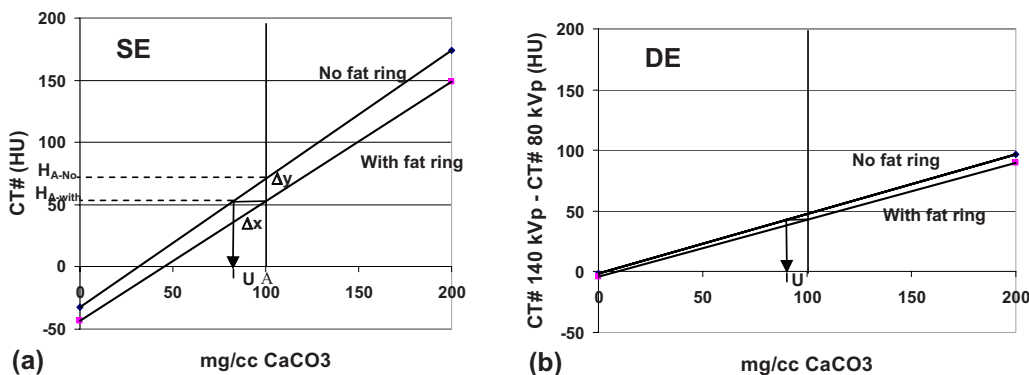 SE
200
150
100
50
0
-50
CT# (HU)
No fat ring
With fat ring
H A-No
H A-with
Δy
Δx
U A
0 50 100 150 200
mg/cc CaCO3
(a)
DE
200
150
100
50
0
-50
CT# 140 kVp - CT# 80 kVp (HU)
No fat ring
With fat ring
U
0 50 100 150 200
mg/cc CaCO3
(b)